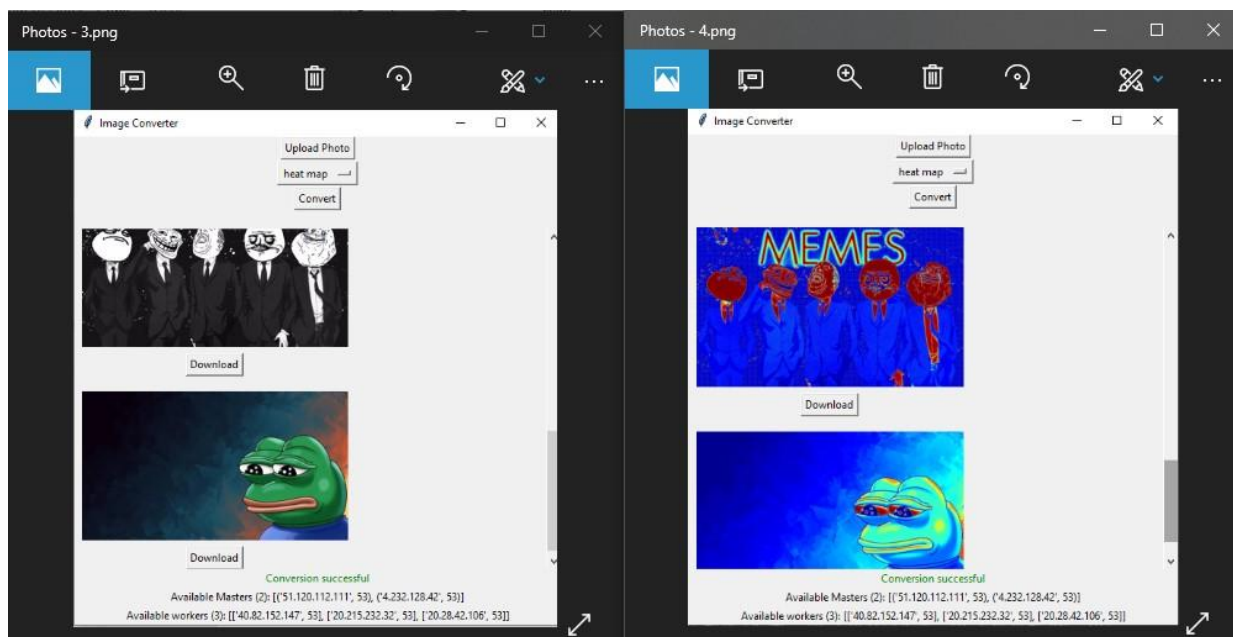 Photos - 3.png
Image Converter
Upload Photo
heat map
Convert
Download
Download
Conversion successful
Available Masters (2): [('51.120.112.111', 53), ('4.232.128.42', 53)]
Available workers (3): [['40.82.152.147', 53], ['20.215.232.32', 53], ['20.28.42.106', 53]]
Photos - 4.png
Image Converter
Upload Photo
heat map
Convert
MEMES
Download
Conversion successful
Available Masters (2): [('51.120.112.111', 53), ('4.232.128.42', 53)]
Available workers (3): [['40.82.152.147', 53], ['20.215.232.32', 53], ['20.28.42.106', 53]]